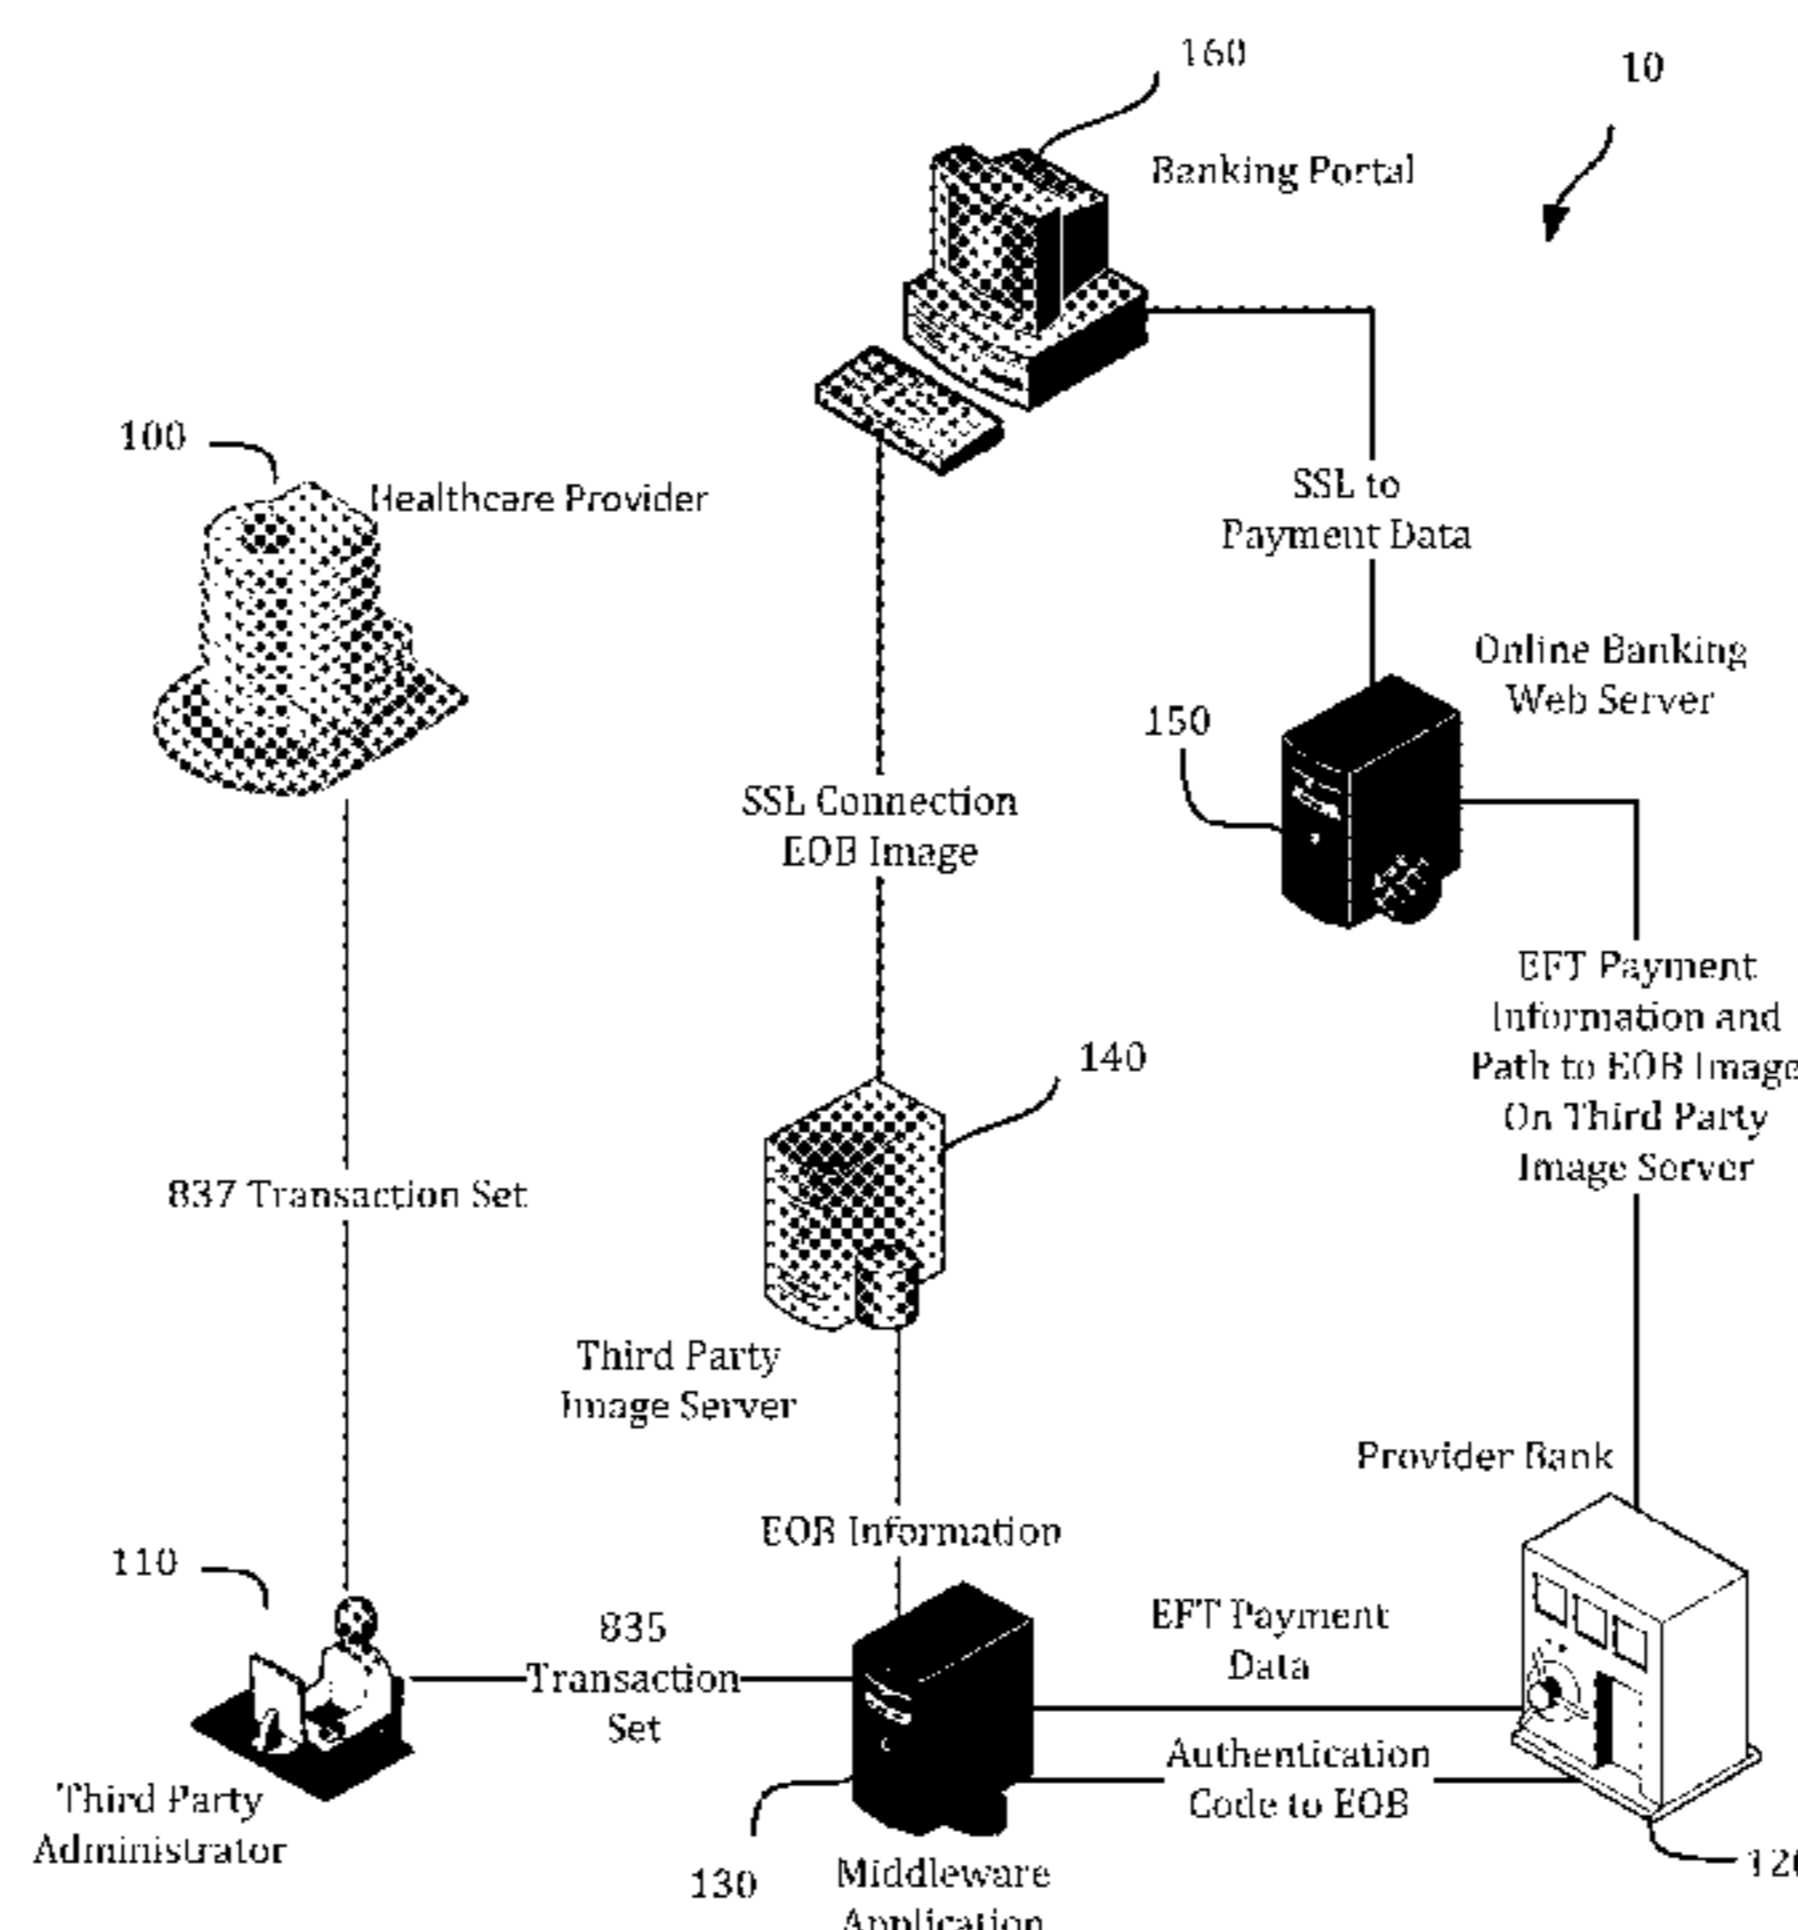 160
10
Banking Portal
100
Healthcare Provider
SSL to
Payment Data
Online Banking
Web Server
150
SSL Connection
EOB Image
EFT Payment
Information and
Path to EOB Image
On Third Party
Image Server
140
837 Transaction Set
Third Party
Image Server
Provider Bank
EOB Information
110
835
Transaction
Set
EFT Payment
Data
Authentication
Code to EOB
Third Party
Administrator
130
Middleware
Application
120